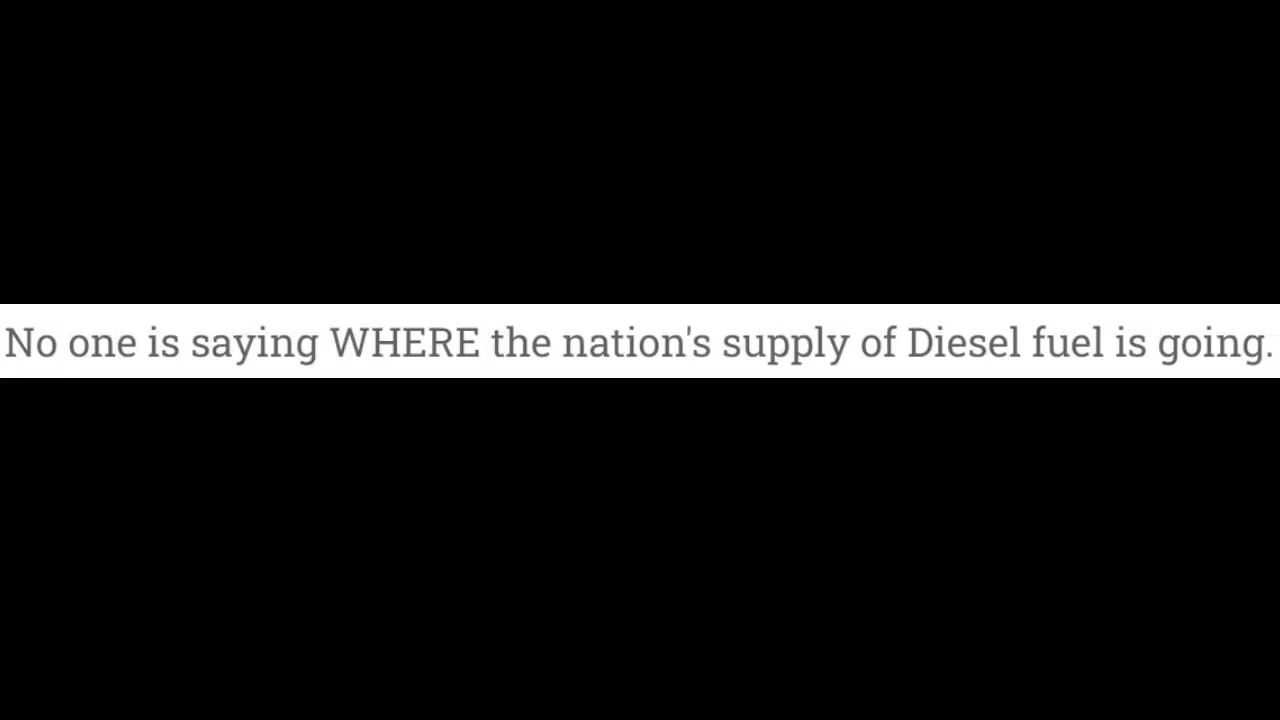 No one is saying WHERE the nation's supply of Diesel fuel is going.